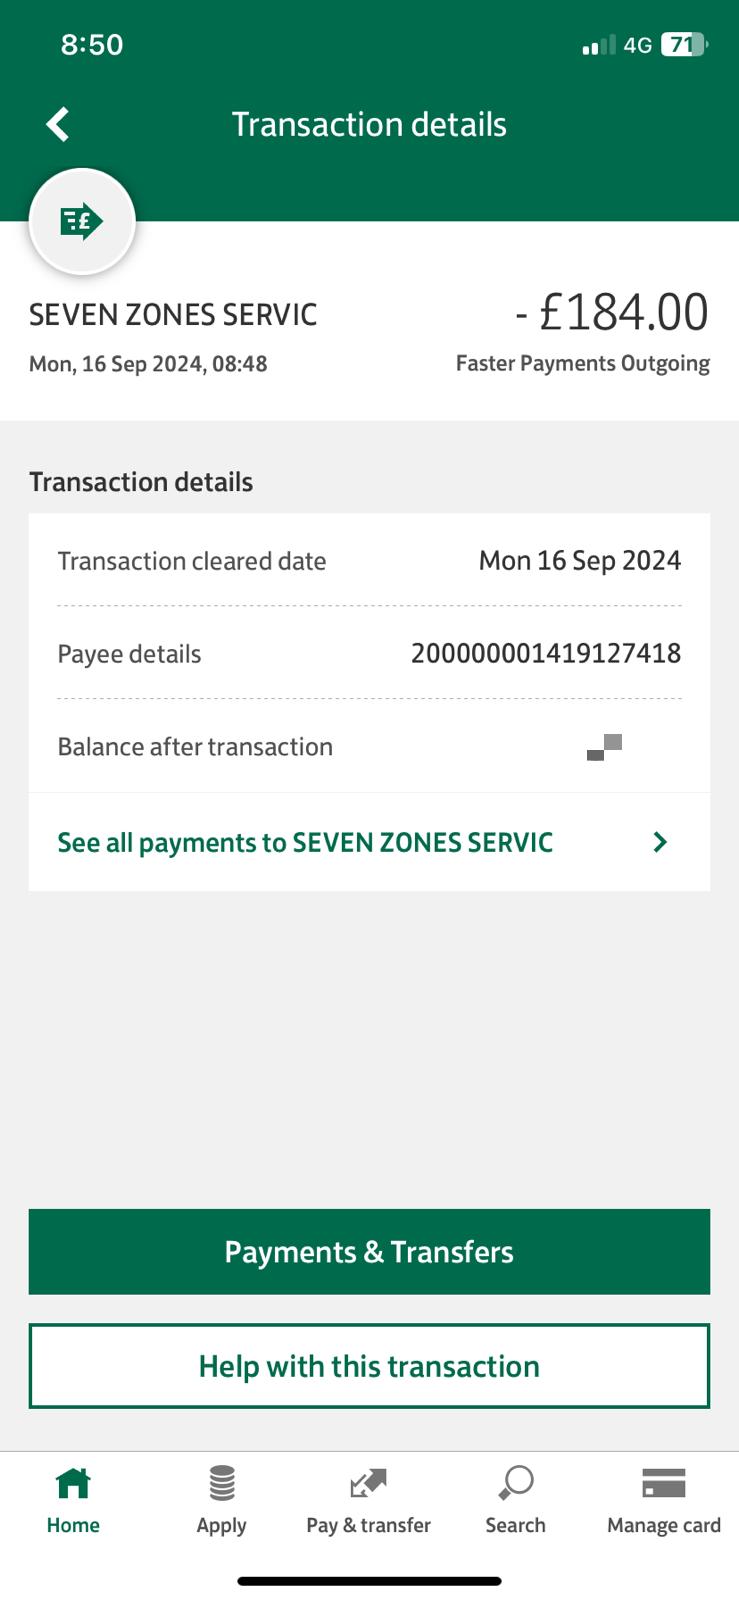 8:50
4G 71
Transaction details
£
SEVEN ZONES SERVIC
- £184.00
Mon, 16 Sep 2024, 08:48
Faster Payments Outgoing
Transaction details
Transaction cleared date
Mon 16 Sep 2024
Payee details
200000001419127418
Balance after transaction
See all payments to SEVEN ZONES SERVIC
Payments & Transfers
Help with this transaction
Home
Apply
Pay & transfer
Search
Manage card